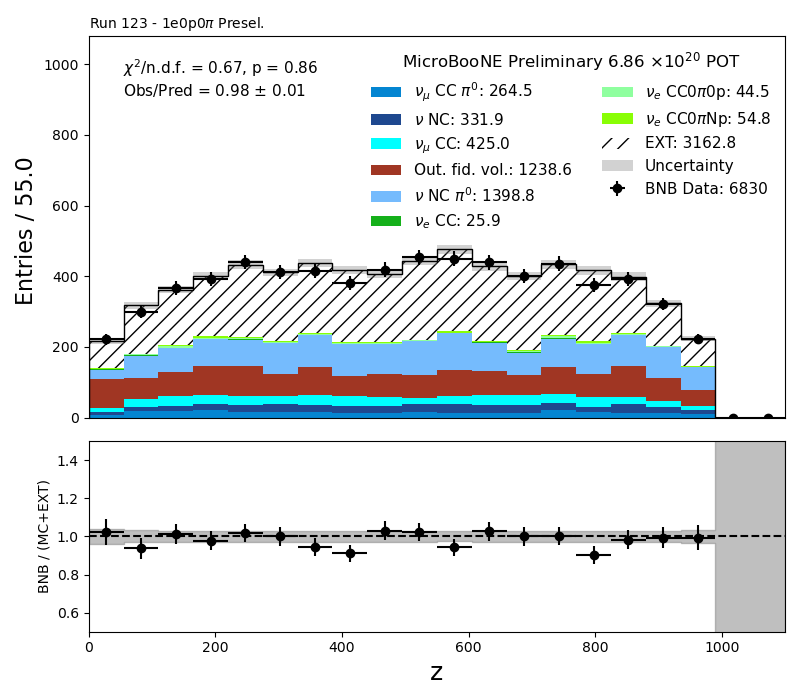 Run 123 - 1e0p0π Presel.
χ²/n.d.f. = 0.67, p = 0.86
Obs/Pred = 0.98 ± 0.01
MicroBooNE Preliminary 6.86 ×10²⁰ POT
ν_μ CC π⁰: 264.5
ν NC: 331.9
ν_μ CC: 425.0
Out. fid. vol.: 1238.6
ν NC π⁰: 1398.8
ν_e CC: 25.9
ν_e CC0π0p: 44.5
ν_e CC0πNp: 54.8
EXT: 3162.8
Uncertainty
BNB Data: 6830
Entries / 55.0
1000
800
600
400
200
0
BNB / (MC+EXT)
1.4
1.2
1.0
0.8
0.6
0 200 400 600 800 1000
z